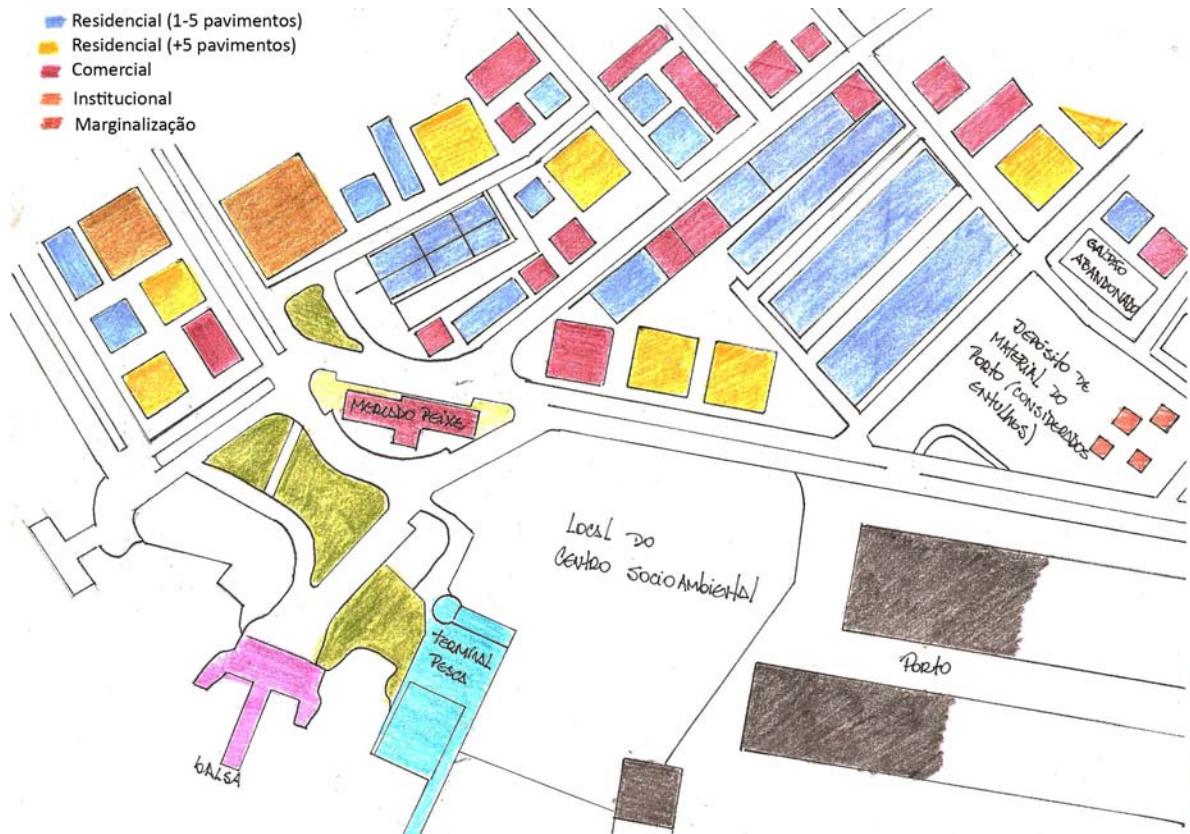 Residencial (1-5 pavimentos)
Residencial (+5 pavimentos)
Comercial
Institucional
Marginalização
GALPÃO
ABANDONADO
DEPÓSITO DE
MATERIAL DO
PORTO (CONSIDERADOS
ENTULHOS)
MERCADO PEIXE
LOCAL DO
CENTRO SOCIOAMBIENTAL
TERMINAL
PESCA
PORTO
BALSA